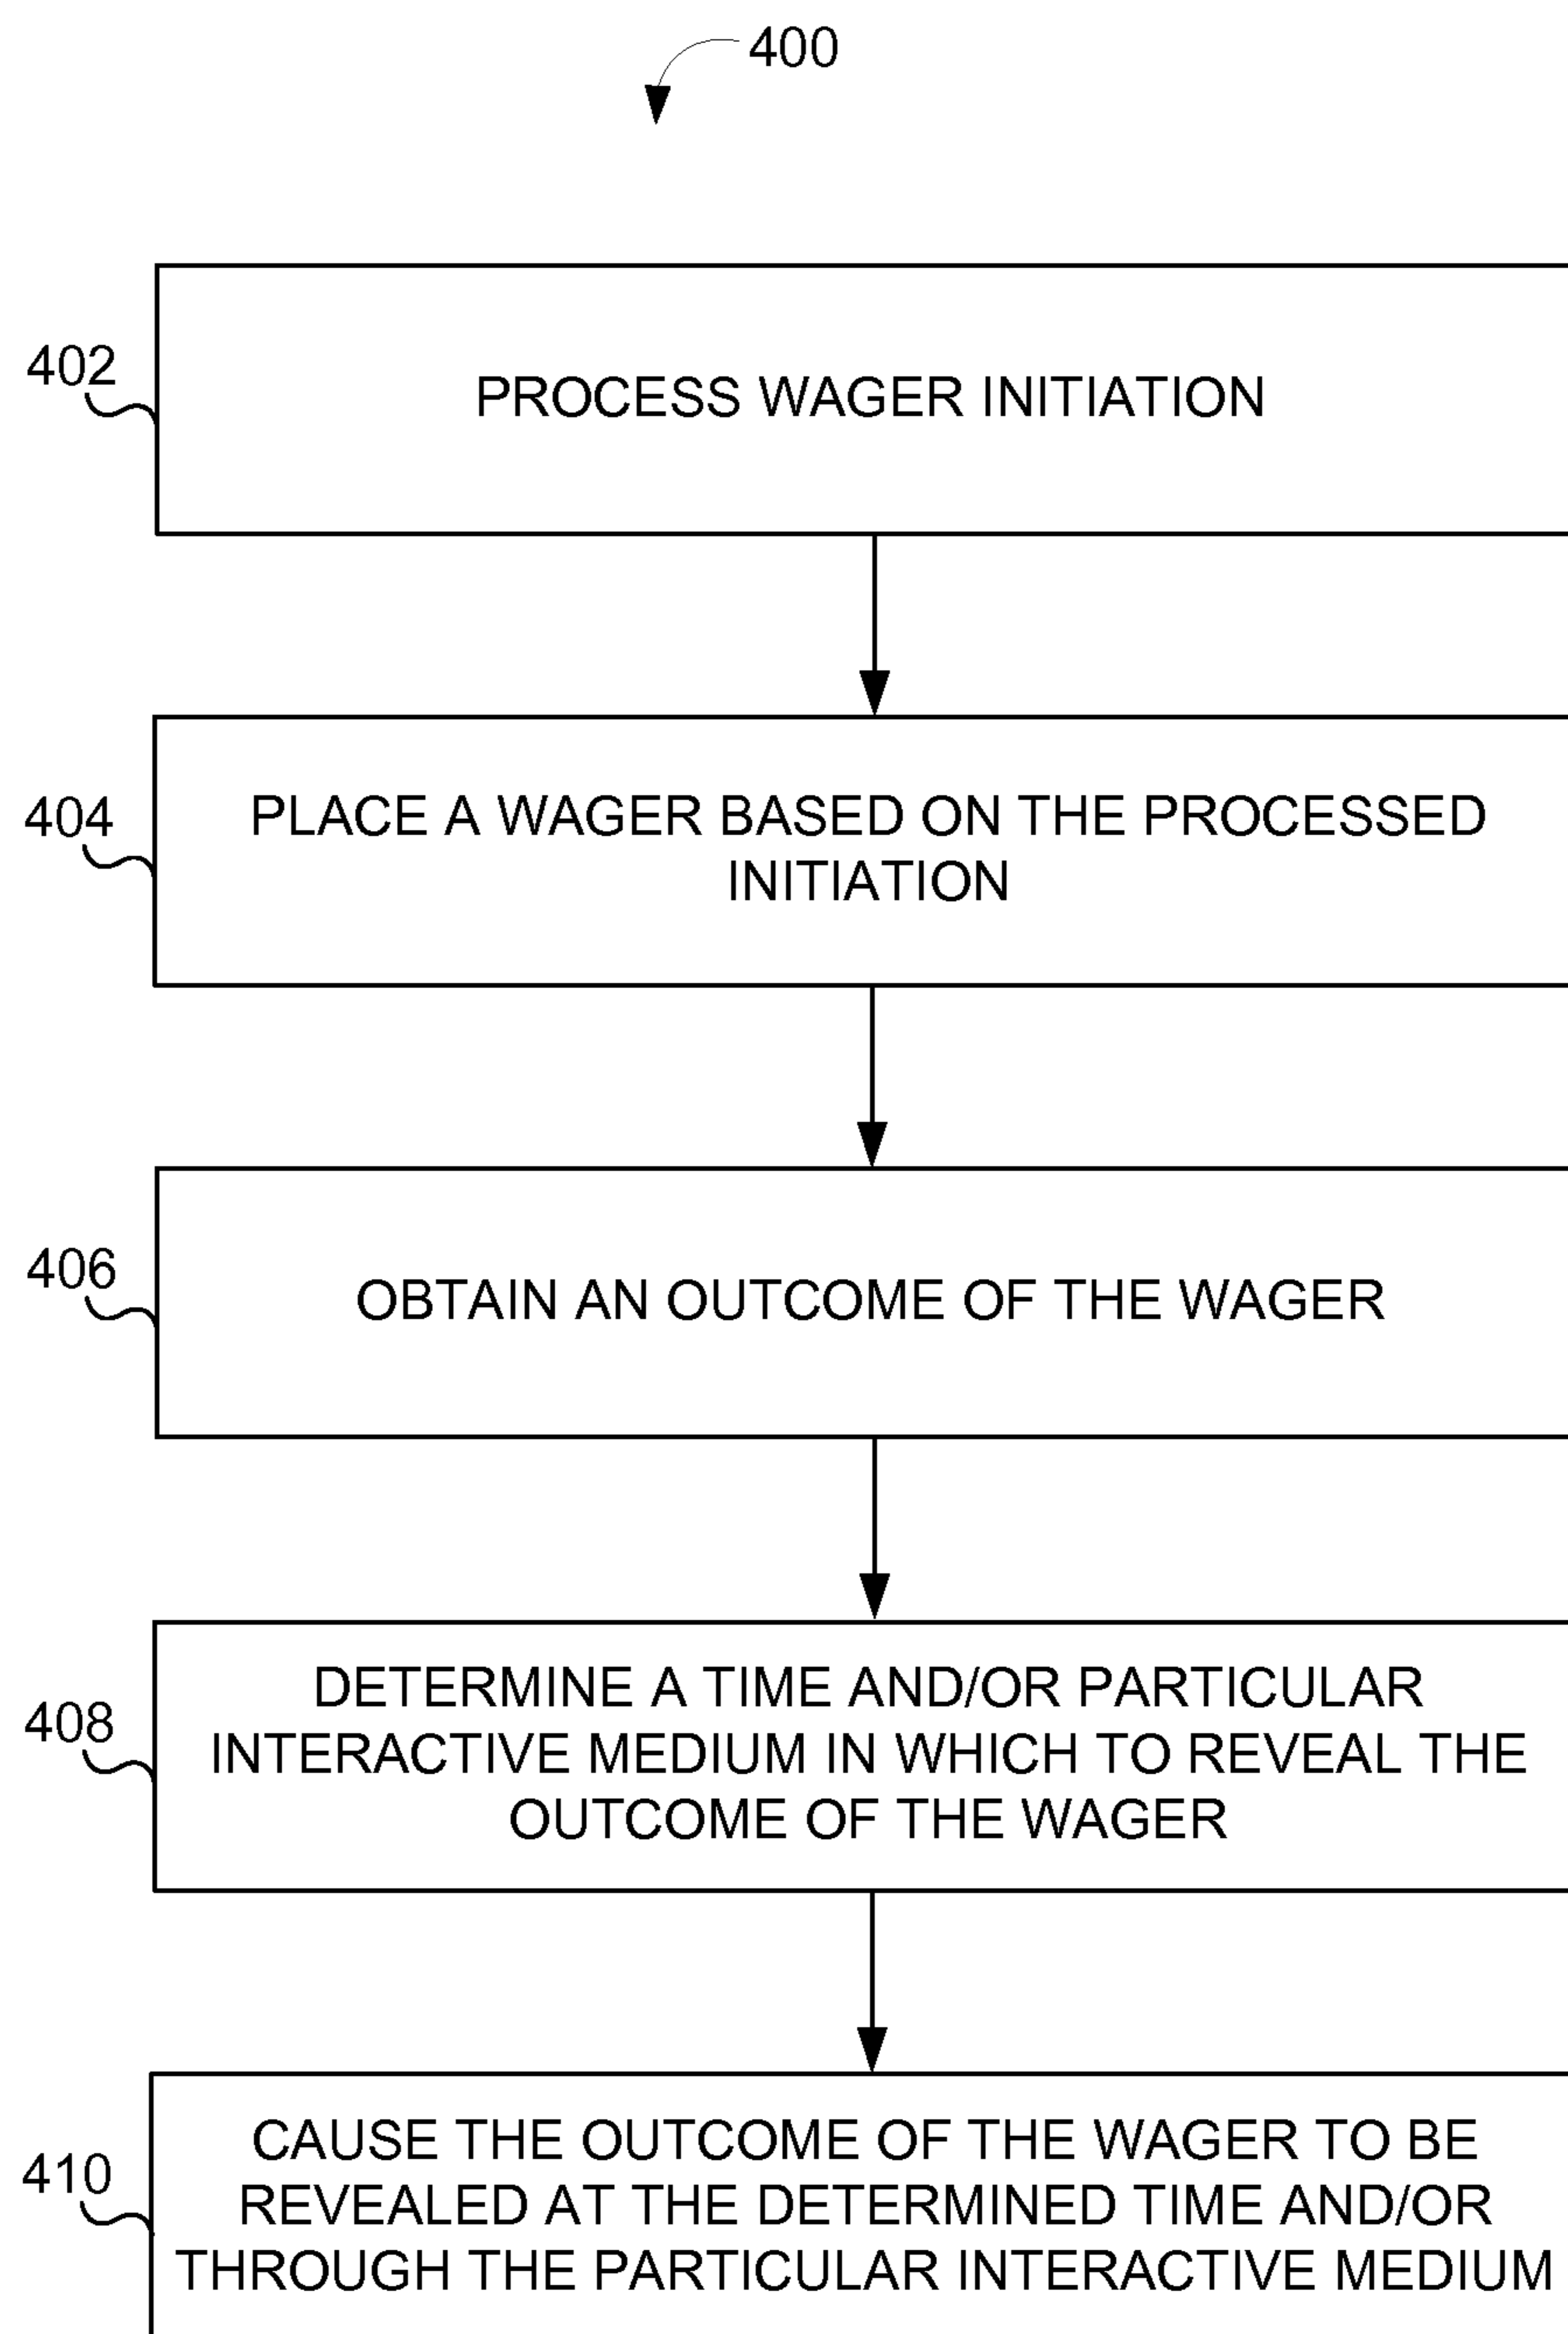 400
402
PROCESS WAGER INITIATION
404
PLACE A WAGER BASED ON THE PROCESSED
INITIATION
406
OBTAIN AN OUTCOME OF THE WAGER
408
DETERMINE A TIME AND/OR PARTICULAR
INTERACTIVE MEDIUM IN WHICH TO REVEAL THE
OUTCOME OF THE WAGER
410
CAUSE THE OUTCOME OF THE WAGER TO BE
REVEALED AT THE DETERMINED TIME AND/OR
THROUGH THE PARTICULAR INTERACTIVE MEDIUM